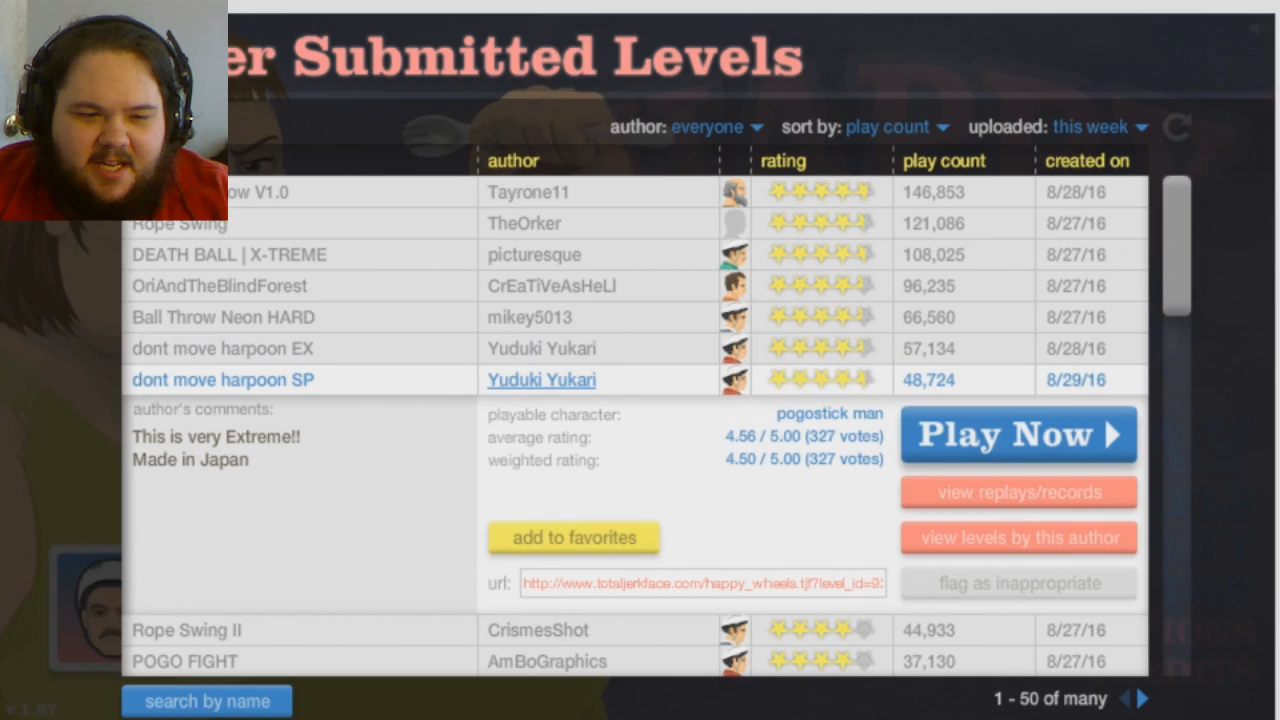 er Submitted Levels
author: everyone sort by: play count uploaded: this week
author rating play count created on
ow V1.0 Tayrone11 146,853 8/28/16
Rope Swing TheOrker 121,086 8/27/16
DEATH BALL | X-TREME picturesque 108,025 8/27/16
OriAndTheBlindForest CrEaTiVeAsHeLl 96,235 8/27/16
Ball Throw Neon HARD mikey5013 66,560 8/27/16
dont move harpoon EX Yuduki Yukari 57,134 8/28/16
dont move harpoon SP Yuduki Yukari 48,724 8/29/16
author's comments:
This is very Extreme!!
Made in Japan
playable character: pogostick man
average rating: 4.56 / 5.00 (327 votes)
weighted rating: 4.50 / 5.00 (327 votes)
Play Now
view replays/records
add to favorites
view levels by this author
url: http://www.totaljerkface.com/happy_wheels.tjf?level_id=9
flag as inappropriate
Rope Swing II CrismesShot 44,933 8/27/16
POGO FIGHT AmBoGraphics 37,130 8/27/16
search by name
1 - 50 of many
v 1.87